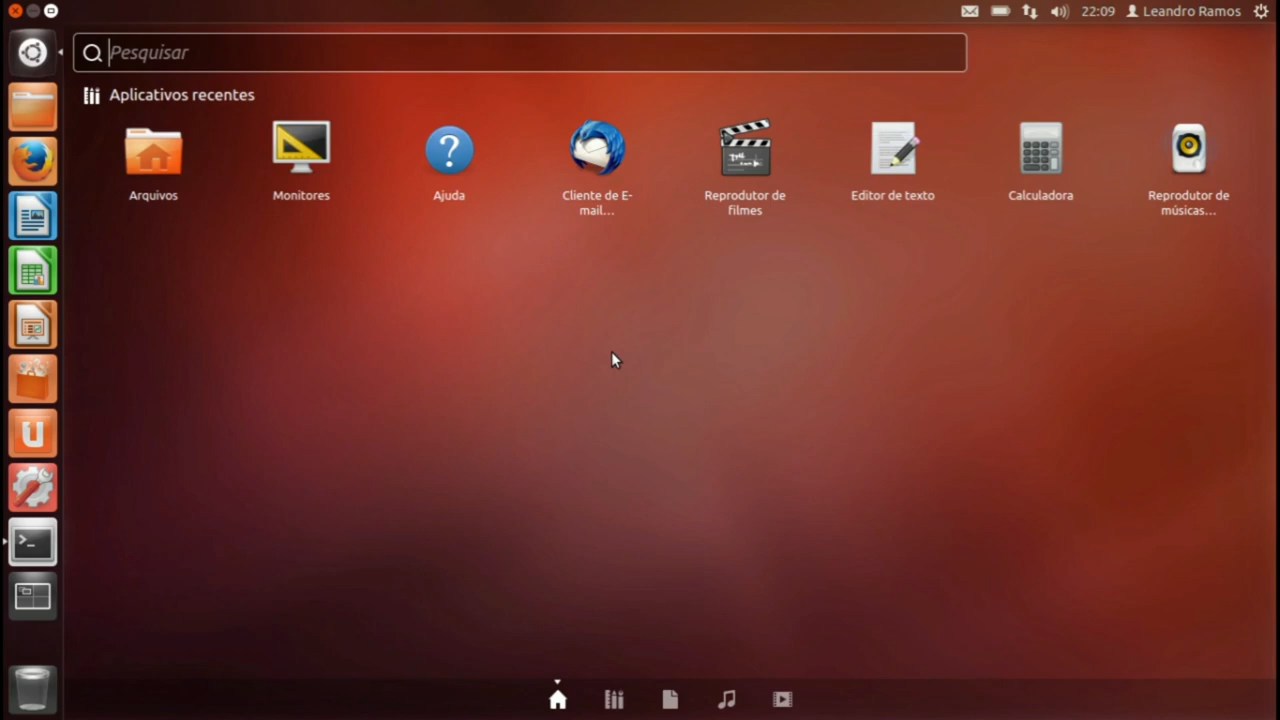 22:09 Leandro Ramos
Pesquisar
Aplicativos recentes
Arquivos
Monitores
Ajuda
Cliente de E-
mail...
Reprodutor de
filmes
Editor de texto
Calculadora
Reprodutor de
músicas...